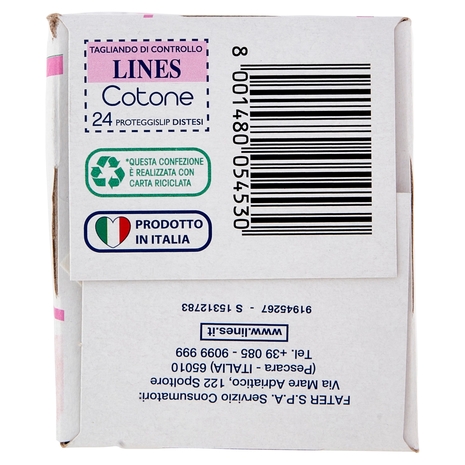 TAGLIANDO DI CONTROLLO
LINES
Cotone
24 PROTEGGISLIP DISTESI
*QUESTA CONFEZIONE
È REALIZZATA CON
CARTA RICICLATA
PRODOTTO
IN ITALIA
8 001480 054530
FATER S.P.A. Servizio Consumatori:
Via Mare Adriatico, 122 Spoltore
(Pescara - ITALIA) 65010
Tel. +39 085 - 9099 999
www.lines.it
91945267 - S 15312783